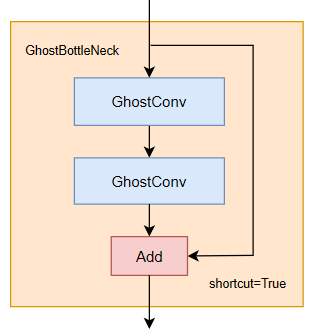 GhostBottleNeck
GhostConv
GhostConv
Add
shortcut=True